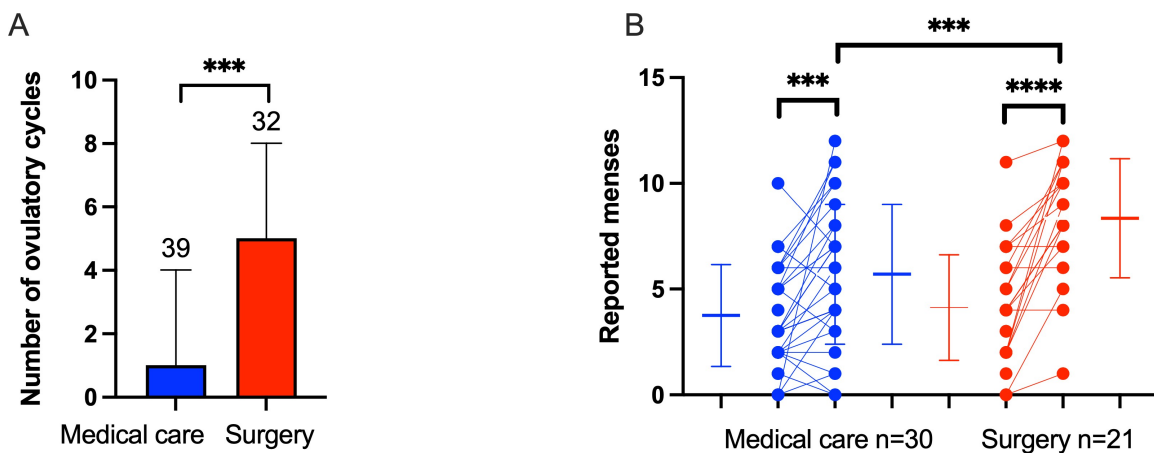 A
Number of ovulatory cycles
10
8
6
4
2
0
***
39
32
Medical care
Surgery
B
Reported menses
15
10
5
0
***
***
****
Medical care n=30
Surgery n=21